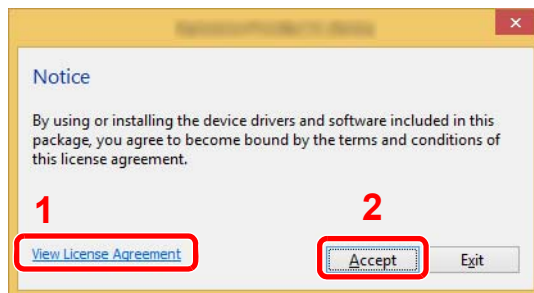 Notice
By using or installing the device drivers and software included in this
package, you agree to become bound by the terms and conditions of
this license agreement.
1
2
View License Agreement
Accept
Exit